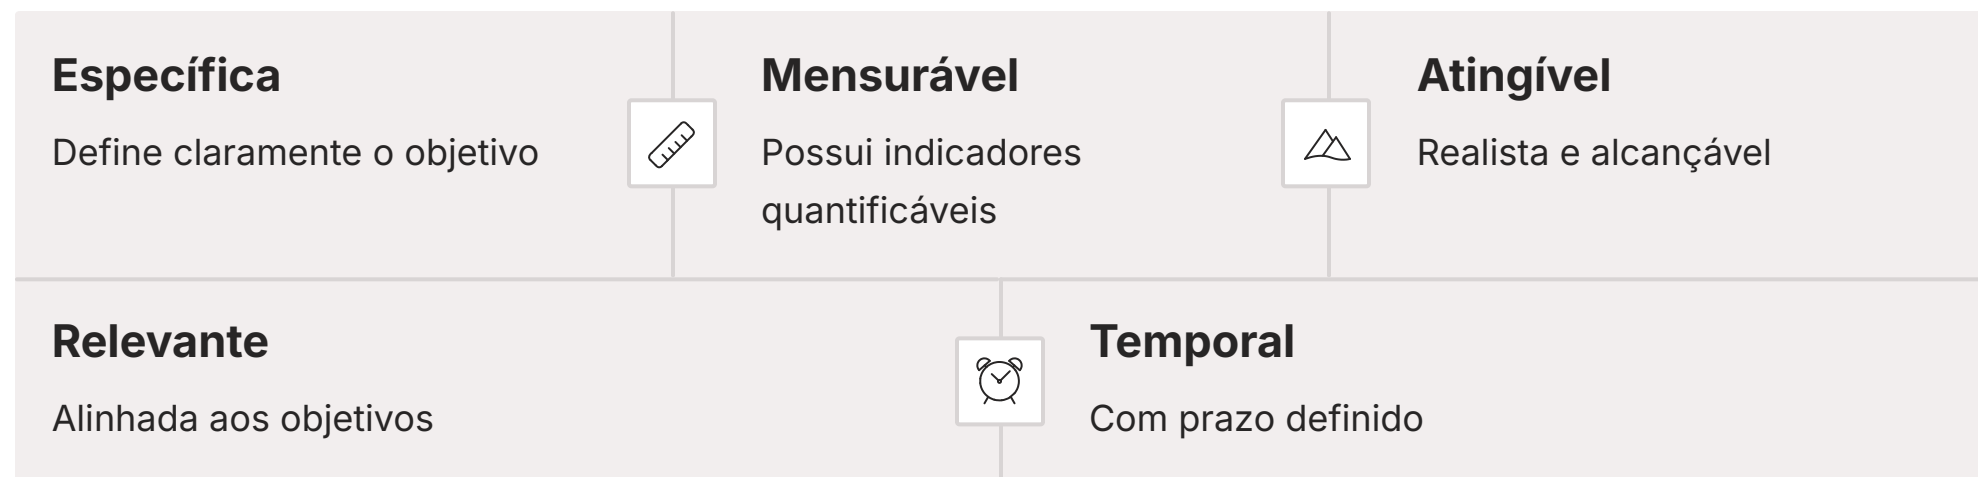 Específica
Define claramente o objetivo
Mensurável
Possui indicadores
quantificáveis
Atingível
Realista e alcançável
Relevante
Alinhada aos objetivos
Temporal
Com prazo definido